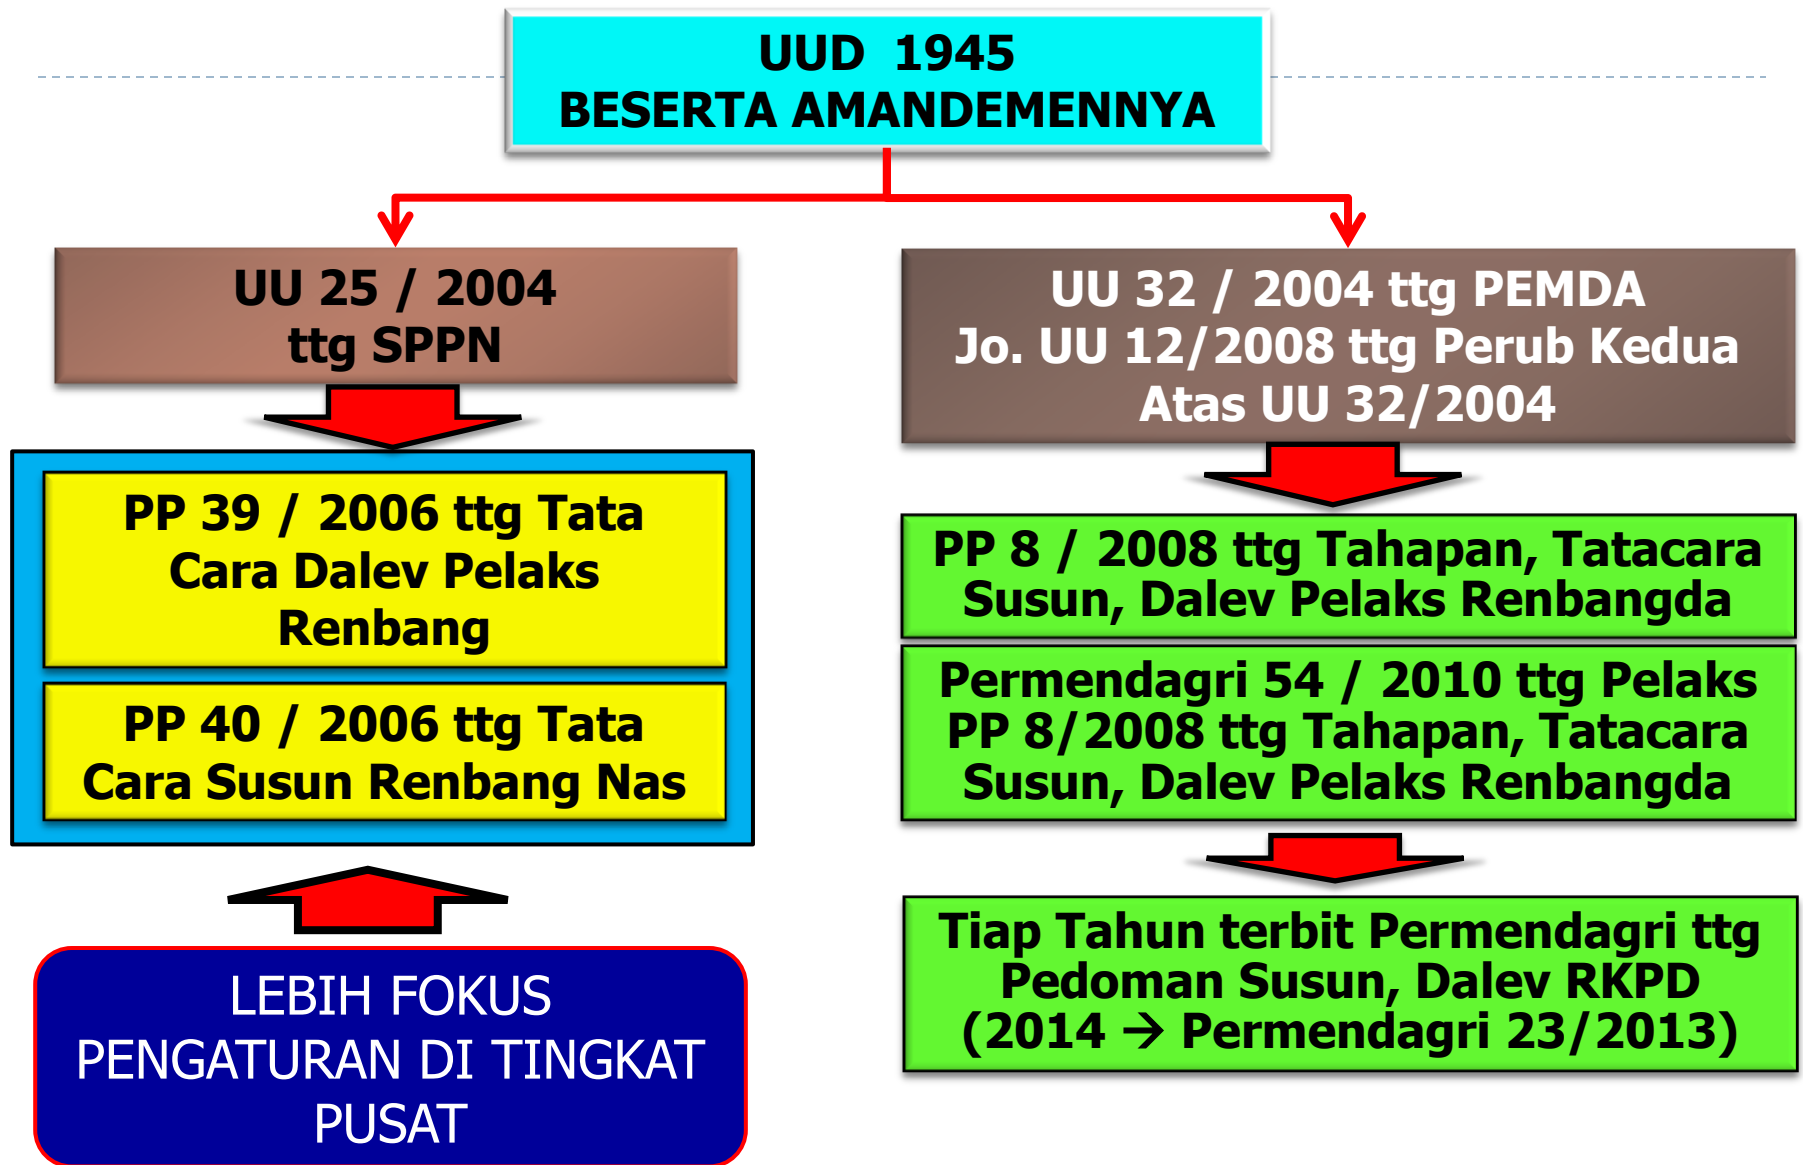 UUD 1945
BESERTA AMANDEMENNYA
UU 25 / 2004
ttg SPPN
UU 32 / 2004 ttg PEMDA
Jo. UU 12/2008 ttg Perub Kedua
Atas UU 32/2004
PP 39 / 2006 ttg Tata
Cara Dalev Pelaks
Renbang
PP 40 / 2006 ttg Tata
Cara Susun Renbang Nas
LEBIH FOKUS
PENGATURAN DI TINGKAT
PUSAT
PP 8 / 2008 ttg Tahapan, Tatacara
Susun, Dalev Pelaks Renbangda
Permendagri 54 / 2010 ttg Pelaks
PP 8/2008 ttg Tahapan, Tatacara
Susun, Dalev Pelaks Renbangda
Tiap Tahun terbit Permendagri ttg
Pedoman Susun, Dalev RKPD
(2014 → Permendagri 23/2013)